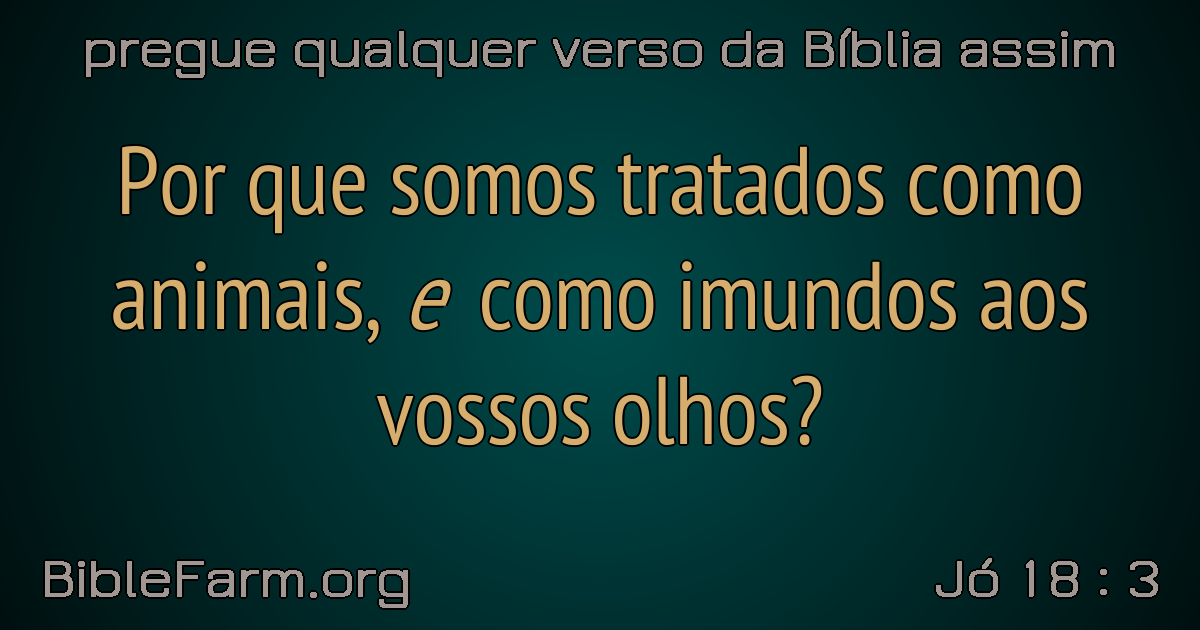 pregue qualquer verso da Bíblia assim
Por que somos tratados como
animais, e como imundos aos
vossos olhos?
BibleFarm.org
Jó 18 : 3